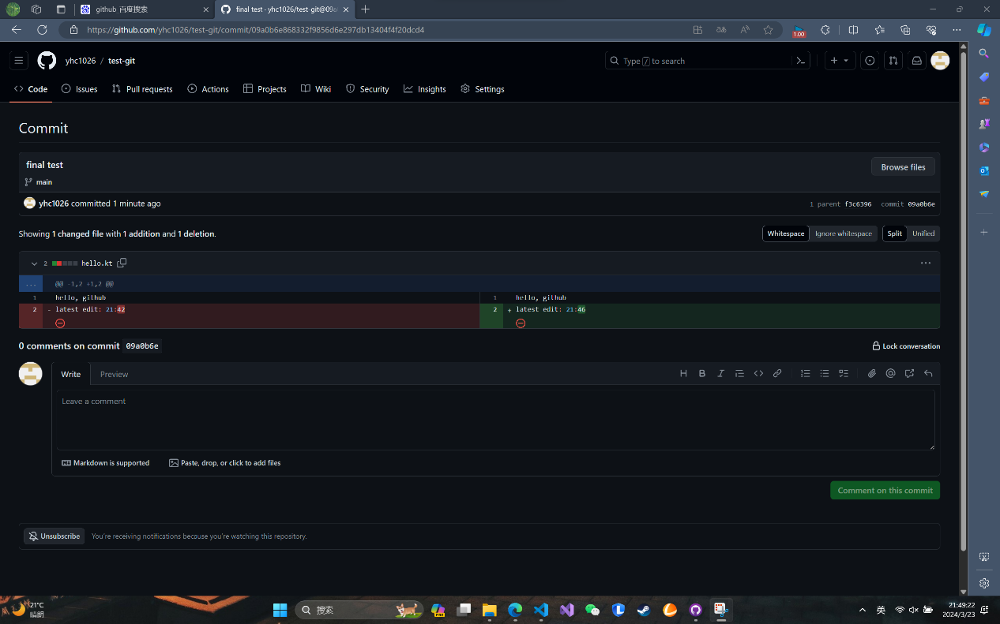 github_百度搜索
final test · yhc1026/test-git@09a
https://github.com/yhc1026/test-git/commit/09a0b6e868332f9856d6e297db13404f4f20dcd4
1.00
yhc1026 / test-git
Type / to search
Code
Issues
Pull requests
Actions
Projects
Wiki
Security
Insights
Settings
Commit
final test
Browse files
main
yhc1026 committed 1 minute ago
1 parent f3c6396 commit 09a0b6e
Showing 1 changed file with 1 addition and 1 deletion.
Whitespace
Ignore whitespace
Split
Unified
2
hello.kt
...
@@ -1,2 +1,2 @@
1 hello, github
1 hello, github
2 - latest edit: 21:42
2 + latest edit: 21:46
0 comments on commit 09a0b6e
Lock conversation
Write
Preview
Leave a comment
Markdown is supported
Paste, drop, or click to add files
Comment on this commit
Unsubscribe
You're receiving notifications because you're watching this repository.
21°C
晴朗
搜索
英
21:49:22
2024/3/23